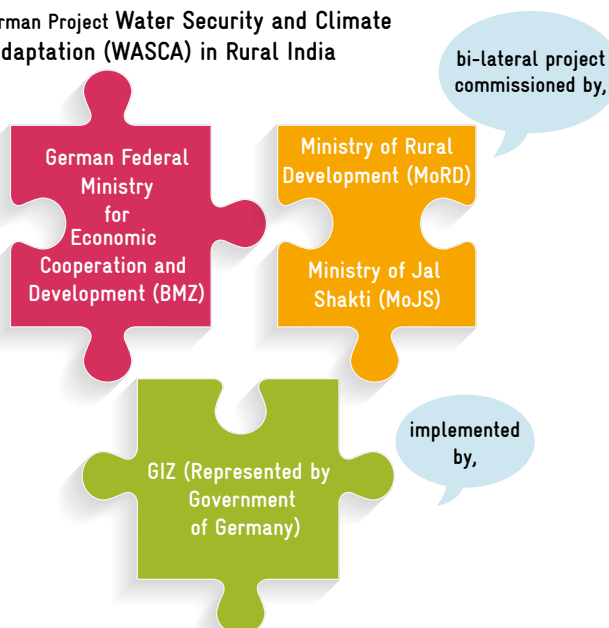 rman Project Water Security and Climate
daptation (WASCA) in Rural India
bi-lateral project
commissioned by,
German Federal
Ministry
for
Economic
Cooperation and
Development (BMZ)
Ministry of Rural
Development (MoRD)
Ministry of Jal
Shakti (MoJS)
implemented
by,
GIZ (Represented by
Government
of Germany)